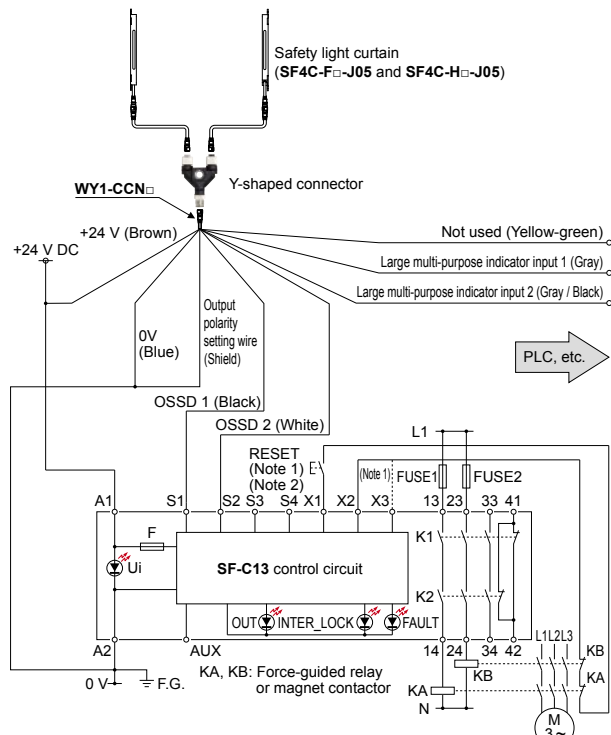 Safety light curtain
(SF4C-F□-J05 and SF4C-H□-J05)
Y-shaped connector
WY1-CCN□
+24 V (Brown)
+24 V DC
Not used (Yellow-green)
Large multi-purpose indicator input 1 (Gray)
Large multi-purpose indicator input 2 (Gray / Black)
0V
(Blue)
Output
polarity
setting wire
(Shield)
PLC, etc.
OSSD 1 (Black)
OSSD 2 (White)
L1
RESET
(Note 1)
(Note 2)
(Note 1)
FUSE1
FUSE2
A1 S1 S2 S3 S4 X1 X2 X3 13 23 33 41
F
K1
Ui
SF-C13 control circuit
K2
OUT INTER_LOCK FAULT
A2 AUX 14 24 34 42
L1 L2 L3
KB
KA, KB: Force-guided relay
or magnet contactor
KB
KA
KA
0 V
F.G.
N
M
3~